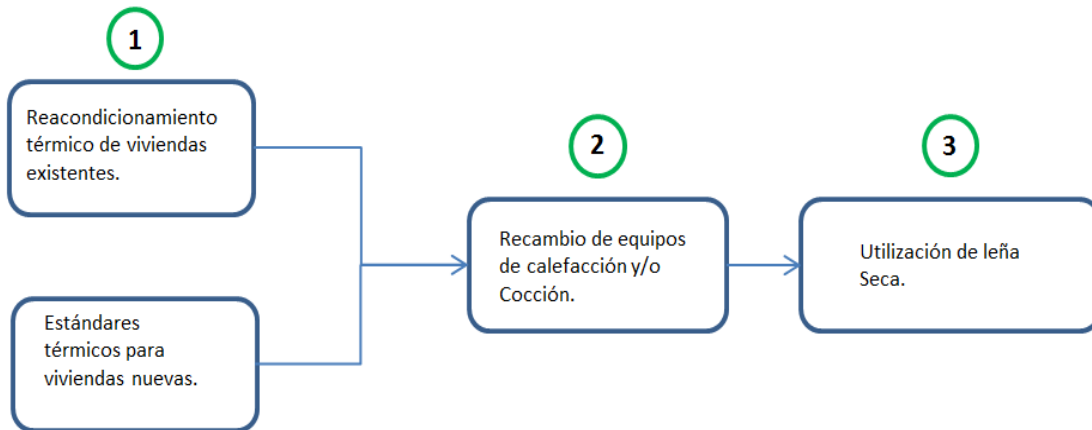 1
Reacondicionamiento
térmico de viviendas
existentes.
Estándares
térmicos para
viviendas nuevas.
2
Recambio de equipos
de calefacción y/o
Cocción.
3
Utilización de leña
Seca.